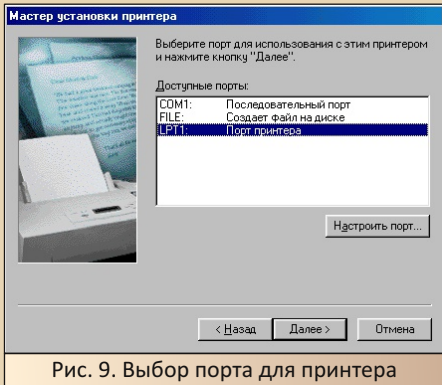 Мастер установки принтера
Выберите порт для использования с этим принтером
и нажмите кнопку "Далее".
Доступные порты:
COM1: Последовательный порт
FILE: Создает файл на диске
LPT1: Порт принтера
Настроить порт...
< Назад Далее > Отмена
Рис. 9. Выбор порта для принтера